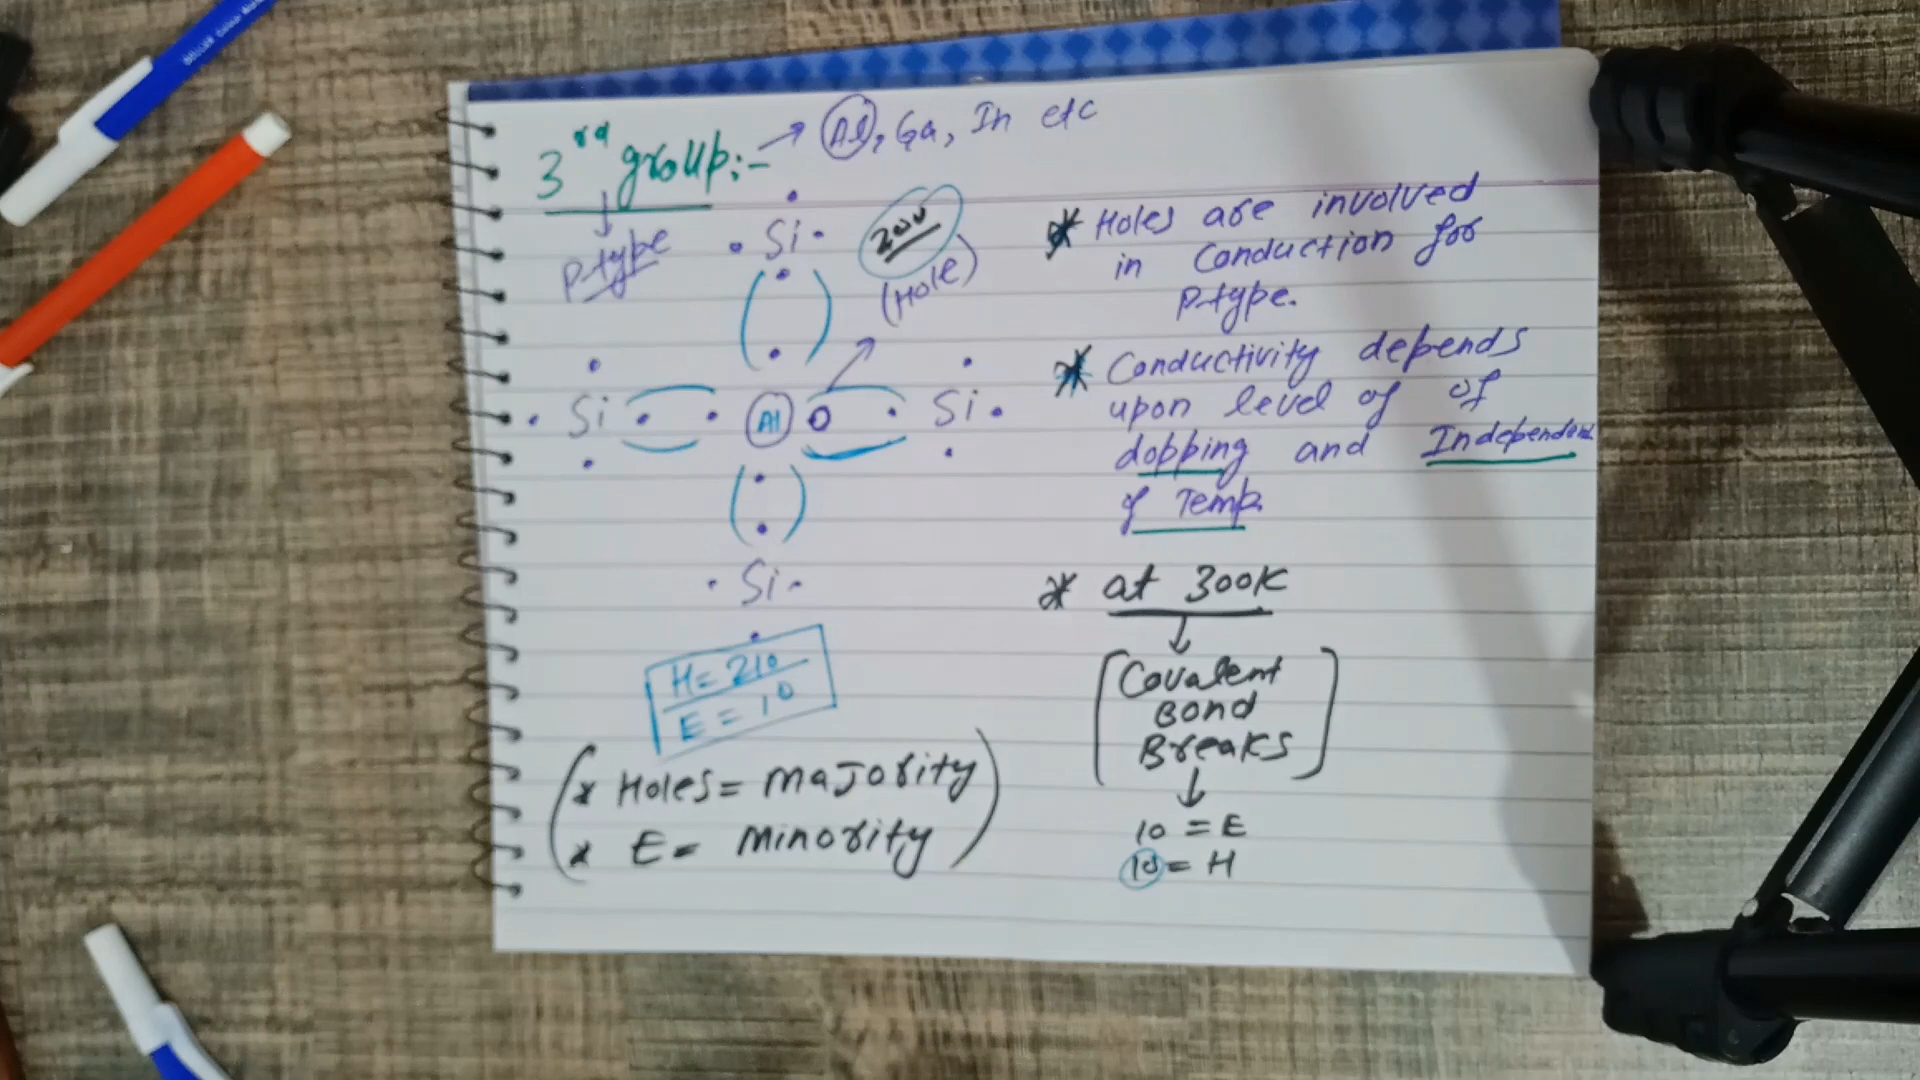 3rd group:- → Al, Ga, In etc
P-type
Si
200
(Hole)
Si Al O Si
Si
H= 210
E = 10
(* Holes= majority
* E= minority)
* Holes are involved
in Conduction for
P-type.
* Conductivity depends
upon level of of
dopping and Independent
of Temp.
* at 300K
↓
[Covalent
Bond
Breaks]
↓
10 = E
10 = H